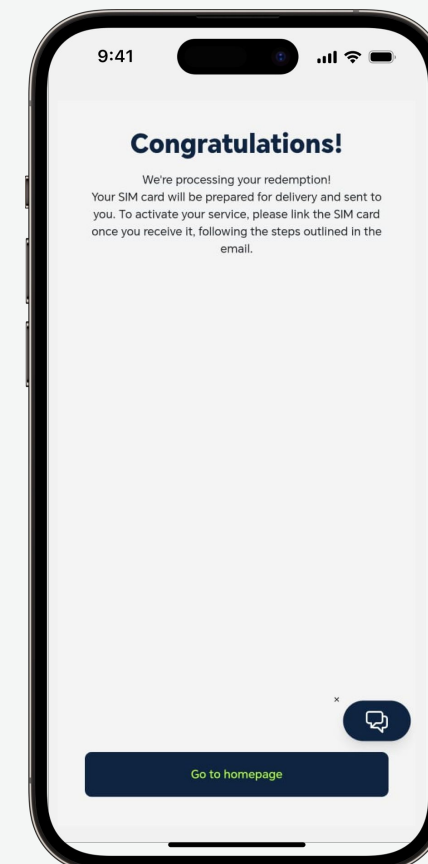 9:41
Congratulations!
We're processing your redemption!
Your SIM card will be prepared for delivery and sent to
you. To activate your service, please link the SIM card
once you receive it, following the steps outlined in the
email.
×
Go to homepage